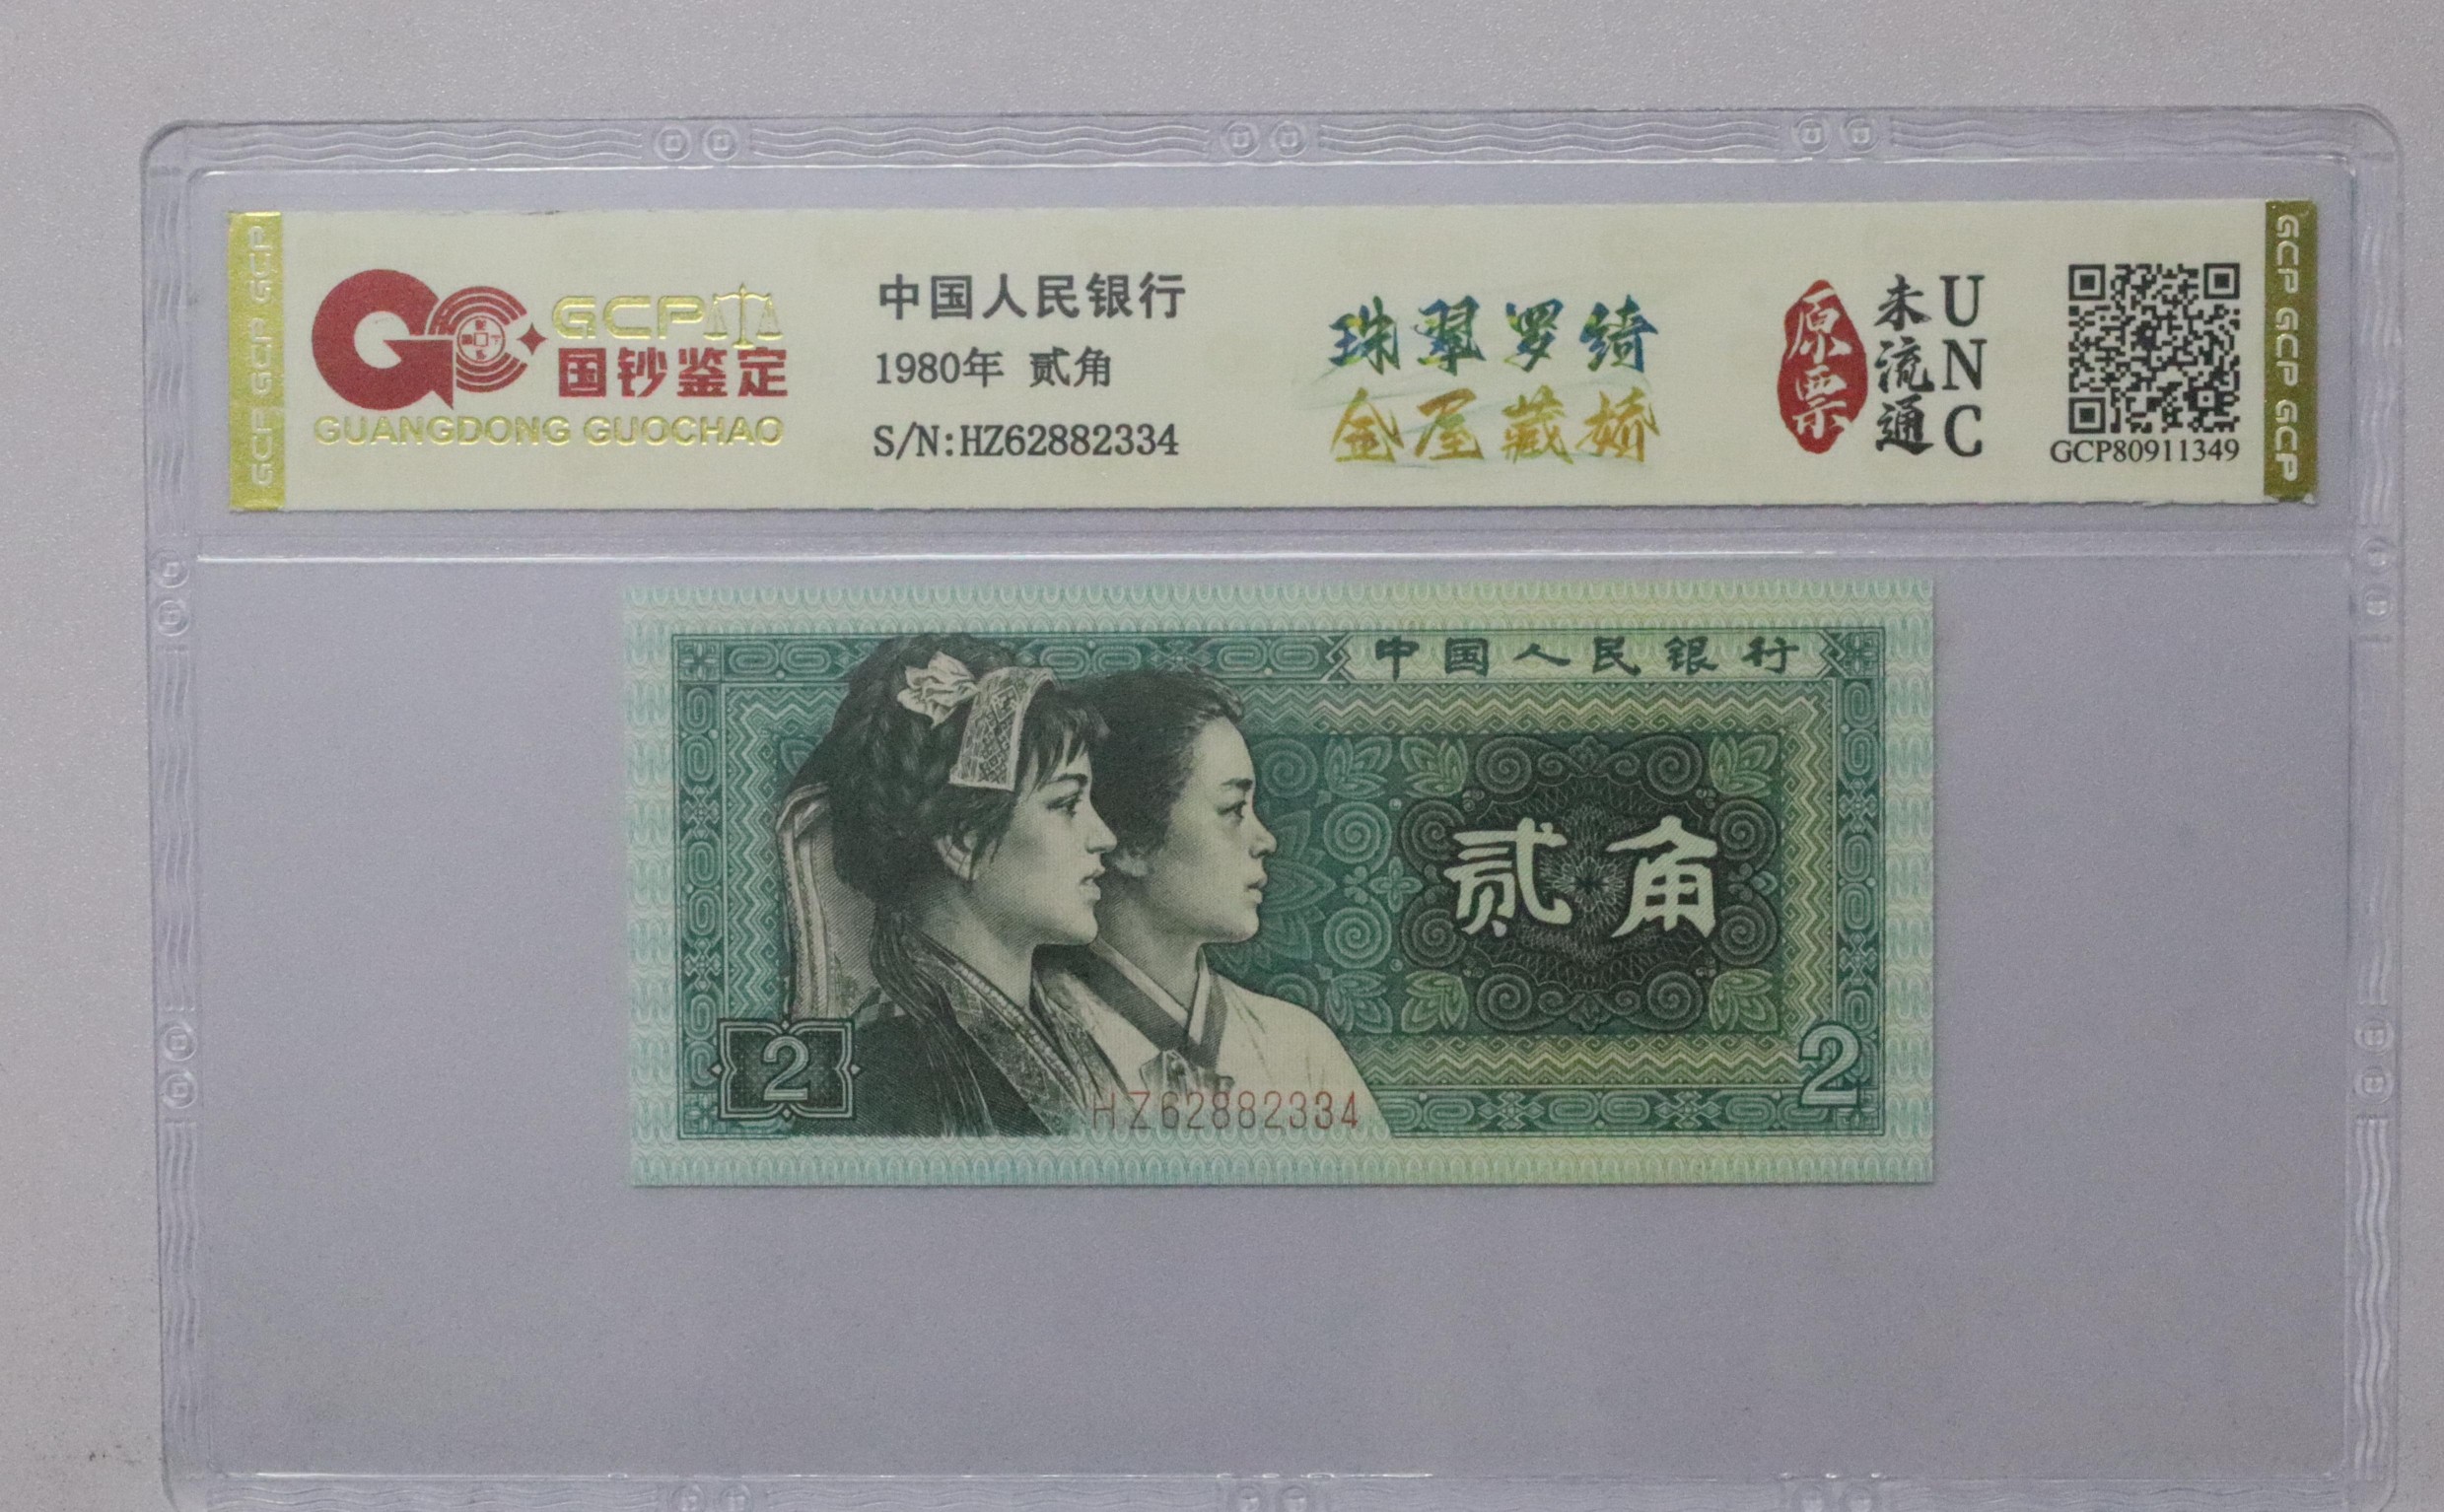 GCP GCP GCP
GCP
国钞鉴定
GUANGDONG GUOCHAO
中国人民银行
1980年 贰角
S/N:HZ62882334
珠翠罗绮
金屋藏娇
原票
未流通
UNC
GCP80911349
GCP GCP GCP
中国人民银行
贰角
2
2
HZ62882334